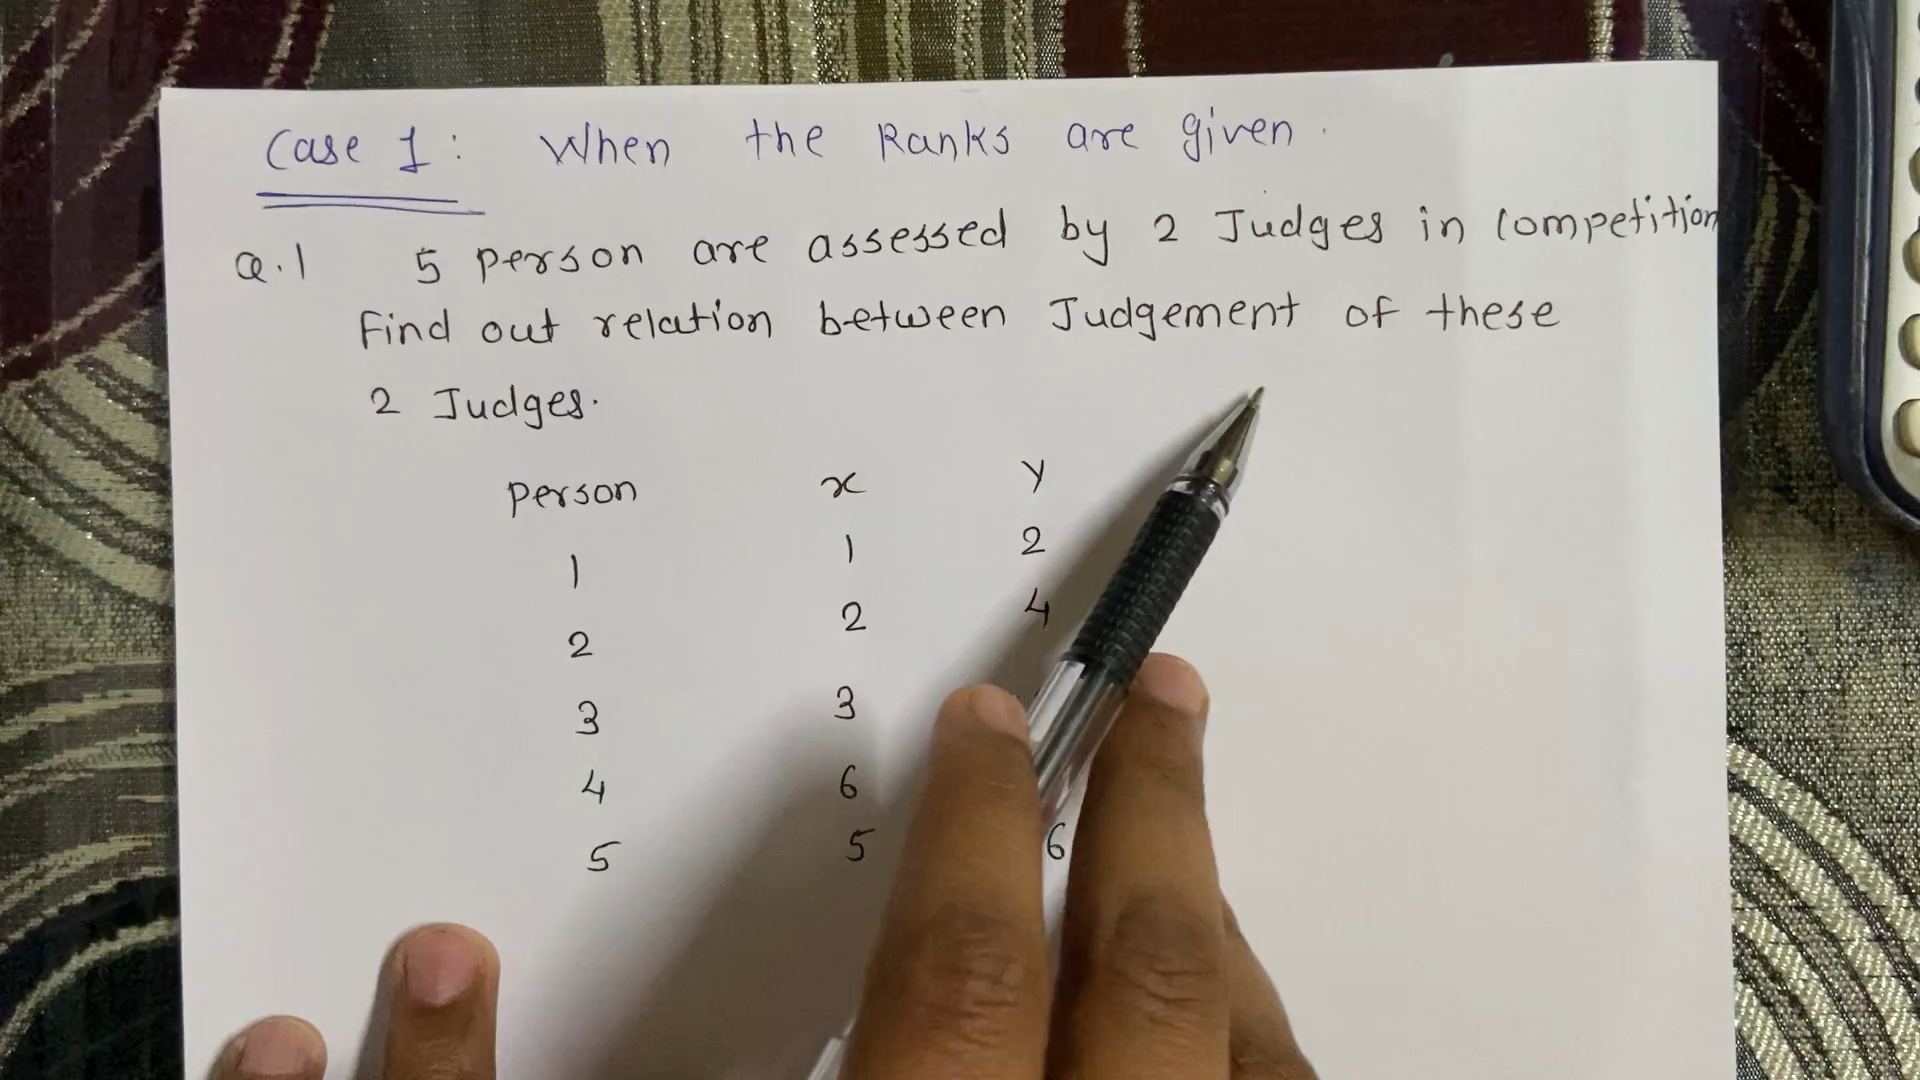 Case 1: When the Ranks are given.
Q.1 5 person are assessed by 2 Judges in competition
Find out relation between Judgement of these
2 Judges.
person x y
1 1 2
2 2 4
3 3
4 6
5 5 6